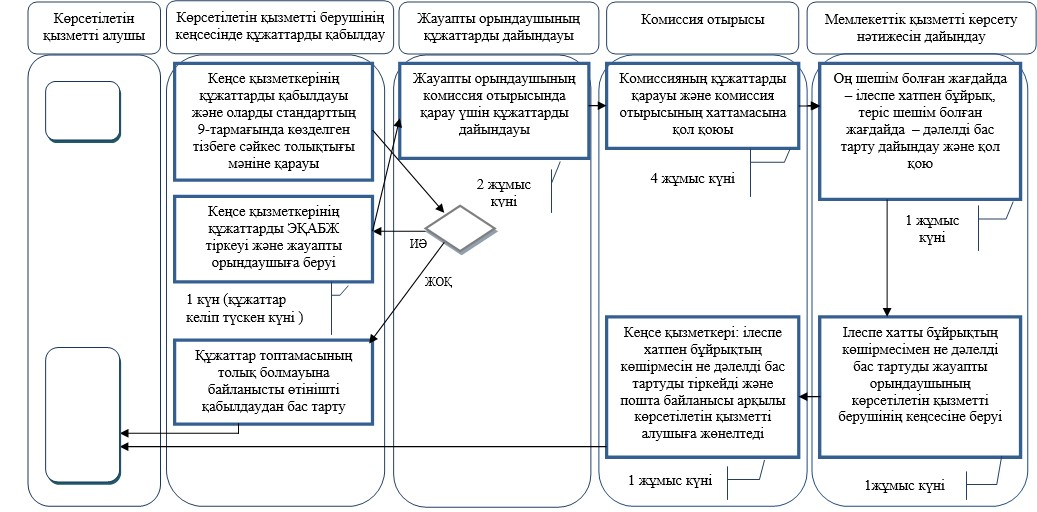 Көрсетілетін
қызметті алушы
Көрсетілетін қызметті берушінің
кеңсесінде құжаттарды қабылдау
Жауапты орындаушының
құжаттарды дайындауы
Комиссия отырысы
Мемлекеттік қызметті көрсету
нәтижесін дайындау
Кеңсе қызметкерінің
құжаттарды қабылдауы
және оларды стандарттың
9-тармағында көзделген
тізбеге сәйкес толықтығы
мәніне қарауы
Жауапты орындаушының
комиссия отырысында
қарау үшін құжаттарды
дайындауы
2 жұмыс
күні
Комиссияның құжаттарды
қарауы және комиссия
отырысының хаттамасына
қол қоюы
4 жұмыс күні
Оң шешім болған жағдайда
– ілеспе хатпен бұйрық,
теріс шешім болған
жағдайда – дәлелді бас
тарту дайындау және қол
қою
1 жұмыс
күні
Кеңсе қызметкерінің
құжаттарды ЭҚАБЖ
тіркеуі және жауапты
орындаушыға беруі
ИӘ
ЖОҚ
1 күн (құжаттар
келіп түскен күні )
Құжаттар топтамасының
толық болмауына
байланысты өтінішті
қабылдаудан бас тарту
Кеңсе қызметкері: ілеспе
хатпен бұйрықтың
көшірмесін не дәлелді бас
тартуды тіркейді және
пошта байланысы арқылы
көрсетілетін қызметті
алушыға жөнелтеді
1 жұмыс күні
Ілеспе хатты бұйрықтың
көшірмесімен не дәлелді
бас тартуды жауапты
орындаушының
көрсетілетін қызметті
берушінің кеңсесіне беруі
1жұмыс күні